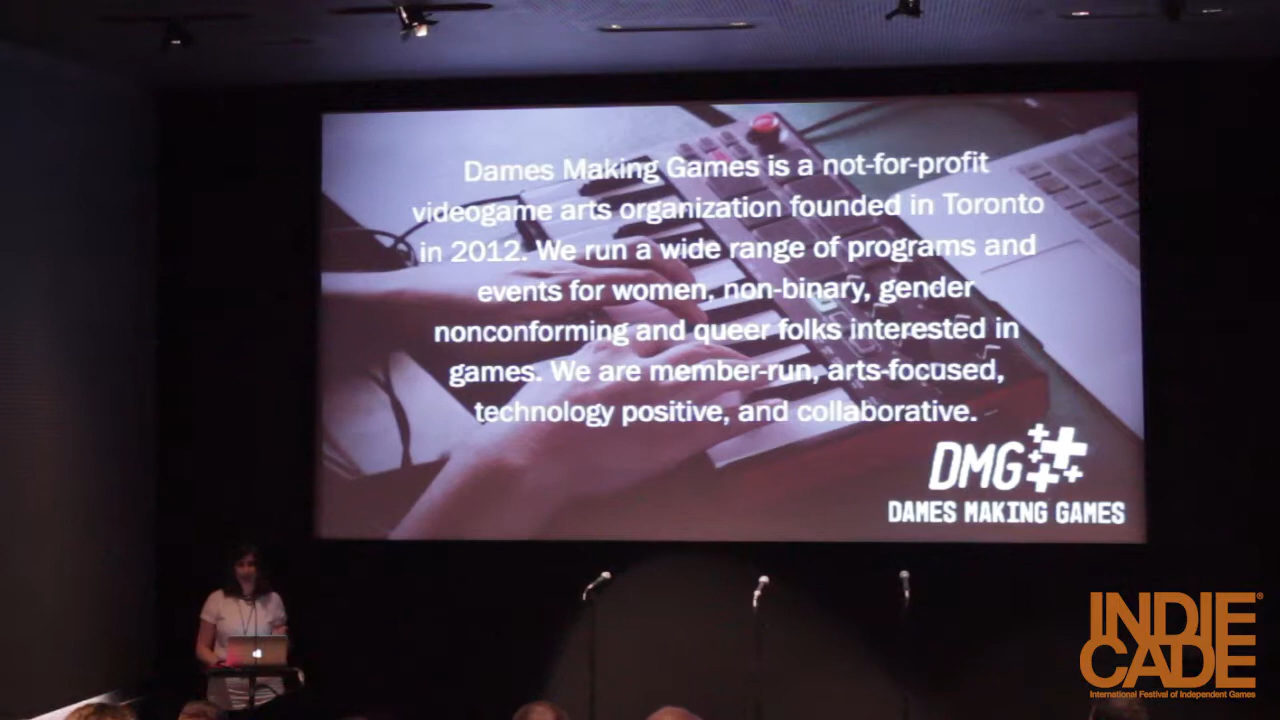 Dames Making Games is a not-for-profit
videogame arts organization founded in Toronto
in 2012. We run a wide range of programs and
events for women, non-binary, gender
nonconforming and queer folks interested in
games. We are member-run, arts-focused,
technology positive, and collaborative.
DMG
DAMES MAKING GAMES
INDIE
CADE®
International Festival of Independent Games